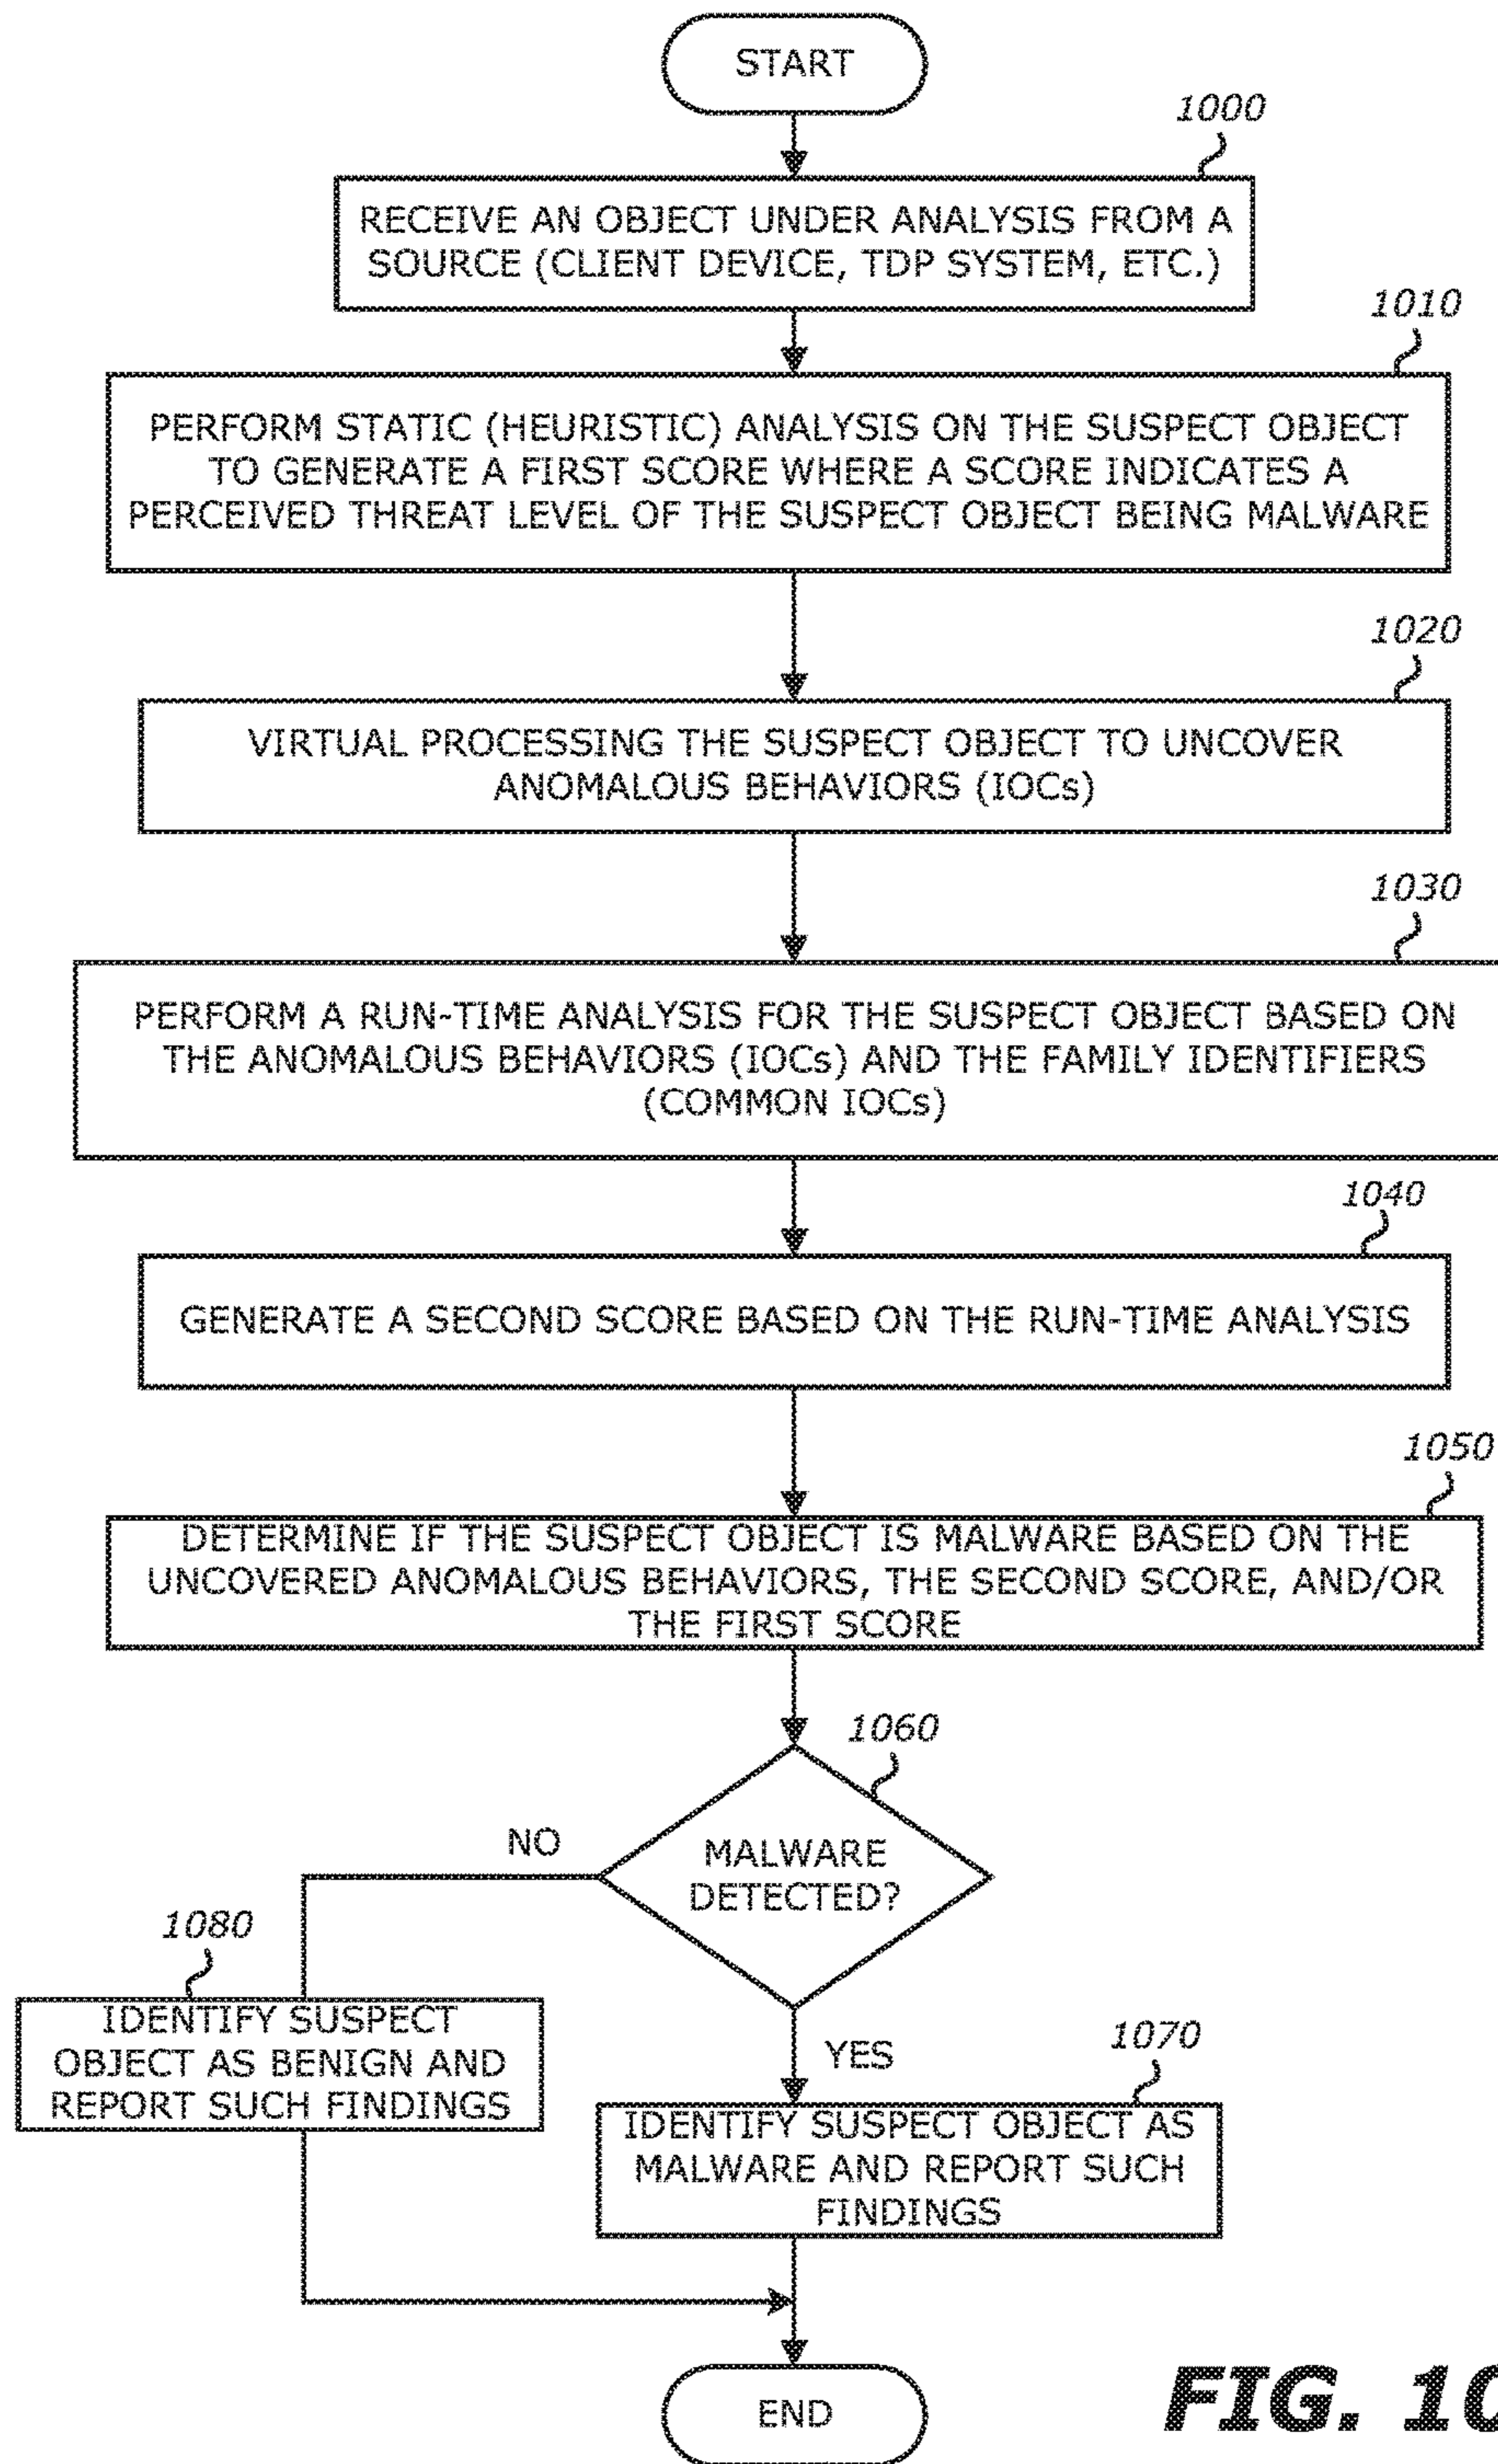 START
1000
RECEIVE AN OBJECT UNDER ANALYSIS FROM A
SOURCE (CLIENT DEVICE, TDP SYSTEM, ETC.)
1010
PERFORM STATIC (HEURISTIC) ANALYSIS ON THE SUSPECT OBJECT
TO GENERATE A FIRST SCORE WHERE A SCORE INDICATES A
PERCEIVED THREAT LEVEL OF THE SUSPECT OBJECT BEING MALWARE
1020
VIRTUAL PROCESSING THE SUSPECT OBJECT TO UNCOVER
ANOMALOUS BEHAVIORS (IOCs)
1030
PERFORM A RUN-TIME ANALYSIS FOR THE SUSPECT OBJECT BASED ON
THE ANOMALOUS BEHAVIORS (IOCs) AND THE FAMILY IDENTIFIERS
(COMMON IOCs)
1040
GENERATE A SECOND SCORE BASED ON THE RUN-TIME ANALYSIS
1050
DETERMINE IF THE SUSPECT OBJECT IS MALWARE BASED ON THE
UNCOVERED ANOMALOUS BEHAVIORS, THE SECOND SCORE, AND/OR
THE FIRST SCORE
1060
MALWARE
DETECTED?
NO
1080
IDENTIFY SUSPECT
OBJECT AS BENIGN AND
REPORT SUCH FINDINGS
YES
1070
IDENTIFY SUSPECT OBJECT AS
MALWARE AND REPORT SUCH
FINDINGS
END
FIG. 10